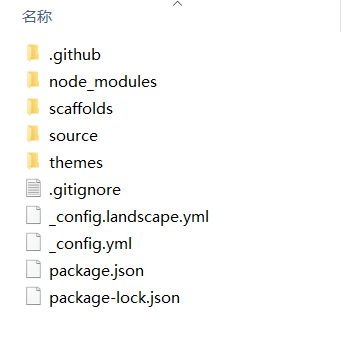 名称
.github
node_modules
scaffolds
source
themes
.gitignore
_config.landscape.yml
_config.yml
package.json
package-lock.json